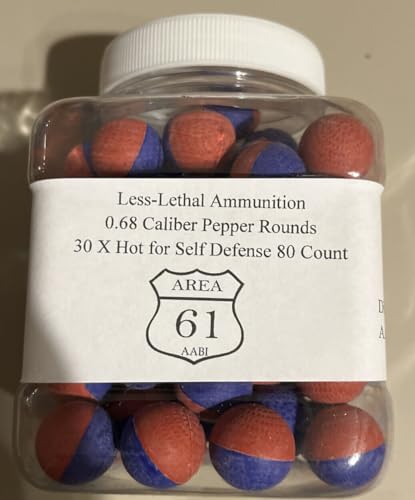 Less-Lethal Ammunition
0.68 Caliber Pepper Rounds
30 X Hot for Self Defense 80 Count
AREA
61
AABI